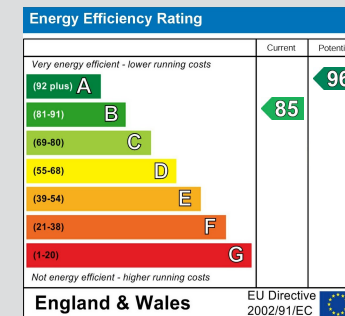 Energy Efficiency Rating
Current Potenti
Very energy efficient - lower running costs
(92 plus) A
96
(81-91) B
85
(69-80) C
(55-68) D
(39-54) E
(21-38) F
(1-20) G
Not energy efficient - higher running costs
England & Wales
EU Directive
2002/91/EC